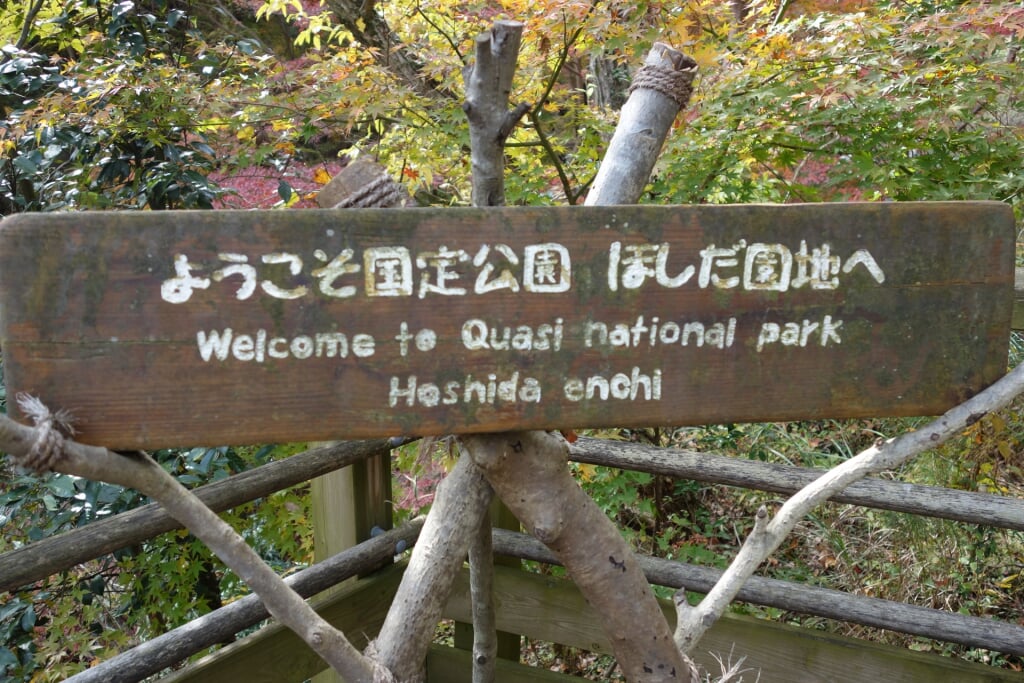 ようこそ国定公園 ほしだ園地へ
Welcome to Quasi national park
Hoshida enchi